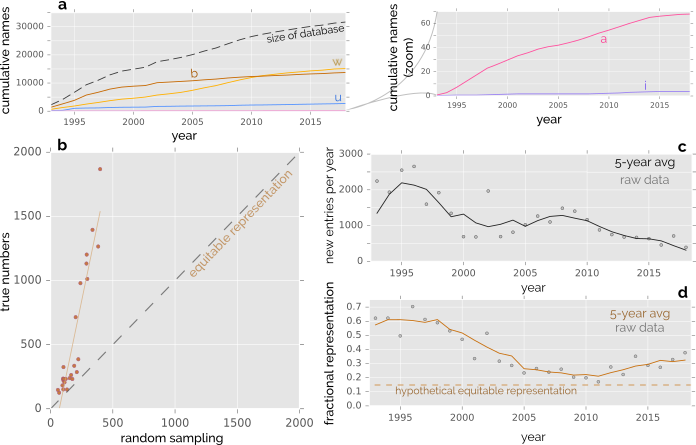 a
cumulative names
30000
20000
10000
0
size of database
w
b
u
1995
2000
2005
2010
2015
year
cumulative names
(zoom)
60
40
20
0
a
i
1995
2000
2005
2010
2015
year
b
true numbers
2000
1500
1000
500
0
equitable representation
0
500
1000
1500
2000
random sampling
c
new entries per year
3000
2000
1000
0
5-year avg
raw data
1995
2000
2005
2010
2015
year
d
fractional representation
0.7
0.6
0.5
0.4
0.3
0.2
0.1
0.0
5-year avg
raw data
hypothetical equitable representation
1995
2000
2005
2010
2015
year